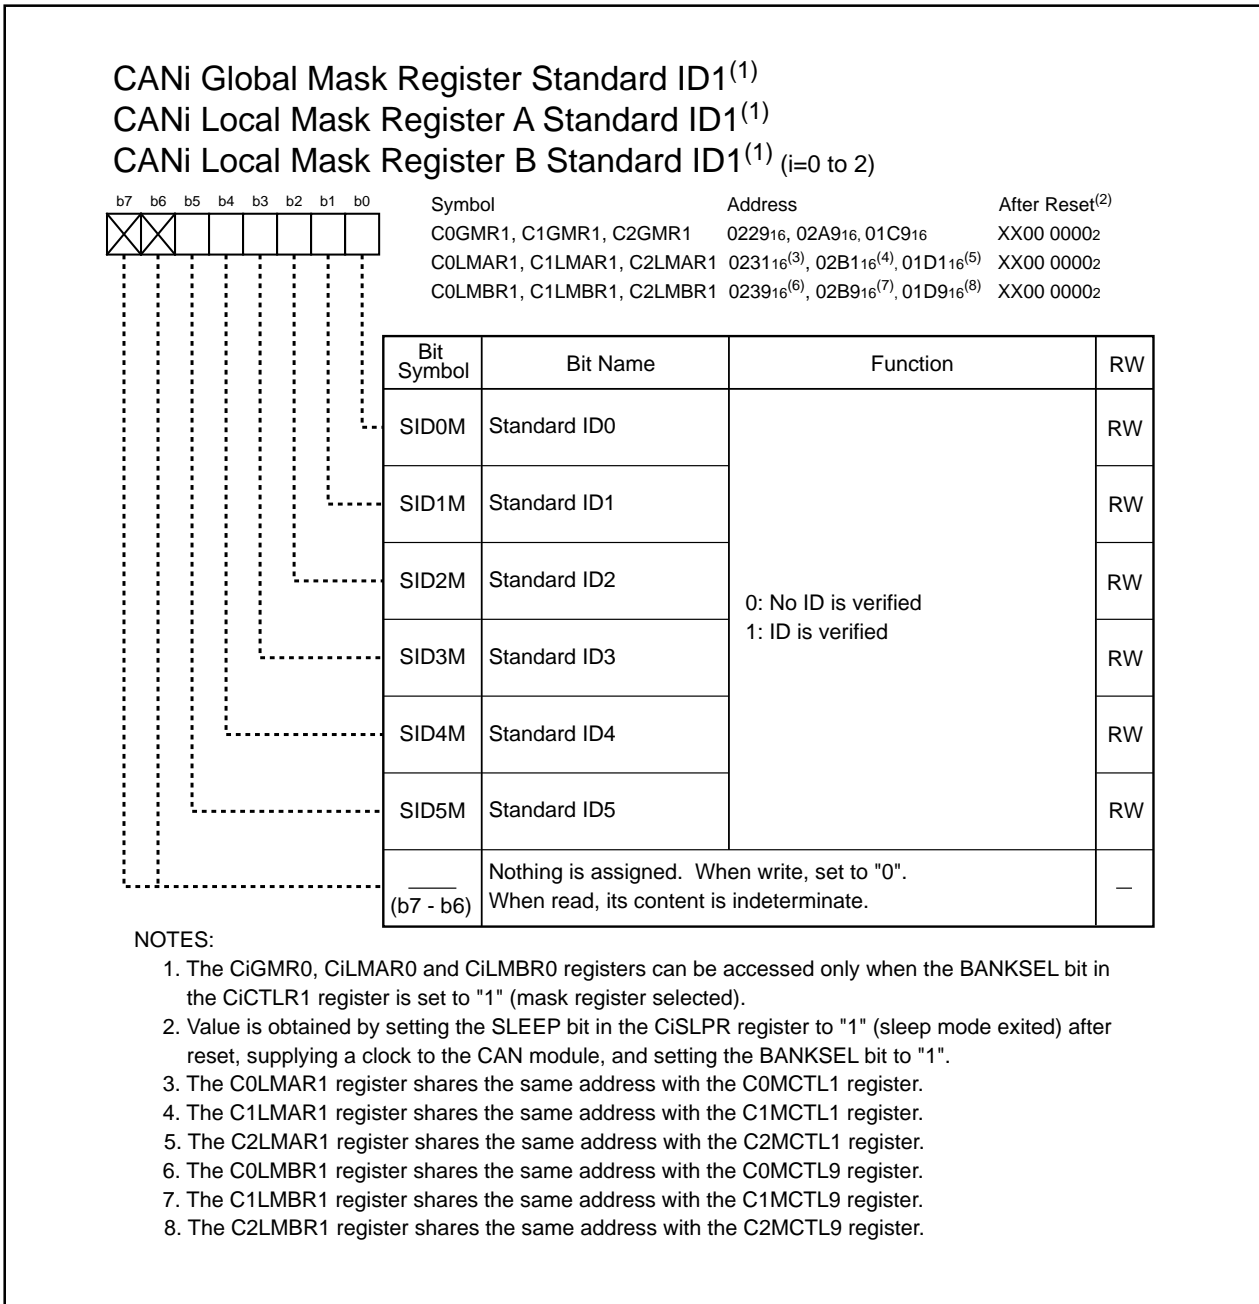 CANi Global Mask Register Standard ID1(1)
CANi Local Mask Register A Standard ID1(1)
CANi Local Mask Register B Standard ID1(1) (i=0 to 2)
b7 b6 b5 b4 b3 b2 b1 b0
Symbol Address After Reset(2)
C0GMR1, C1GMR1, C2GMR1 022916, 02A916, 01C916 XX00 00002
C0LMAR1, C1LMAR1, C2LMAR1 023116(3), 02B116(4), 01D116(5) XX00 00002
C0LMBR1, C1LMBR1, C2LMBR1 023916(6), 02B916(7), 01D916(8) XX00 00002
Bit Symbol Bit Name Function RW
SID0M Standard ID0 RW
SID1M Standard ID1 RW
SID2M Standard ID2 RW
0: No ID is verified
1: ID is verified
SID3M Standard ID3 RW
SID4M Standard ID4 RW
SID5M Standard ID5 RW
Nothing is assigned. When write, set to "0".
(b7 - b6) When read, its content is indeterminate. —
NOTES:
1. The CiGMR0, CiLMAR0 and CiLMBR0 registers can be accessed only when the BANKSEL bit in
the CiCTLR1 register is set to "1" (mask register selected).
2. Value is obtained by setting the SLEEP bit in the CiSLPR register to "1" (sleep mode exited) after
reset, supplying a clock to the CAN module, and setting the BANKSEL bit to "1".
3. The C0LMAR1 register shares the same address with the C0MCTL1 register.
4. The C1LMAR1 register shares the same address with the C1MCTL1 register.
5. The C2LMAR1 register shares the same address with the C2MCTL1 register.
6. The C0LMBR1 register shares the same address with the C0MCTL9 register.
7. The C1LMBR1 register shares the same address with the C1MCTL9 register.
8. The C2LMBR1 register shares the same address with the C2MCTL9 register.